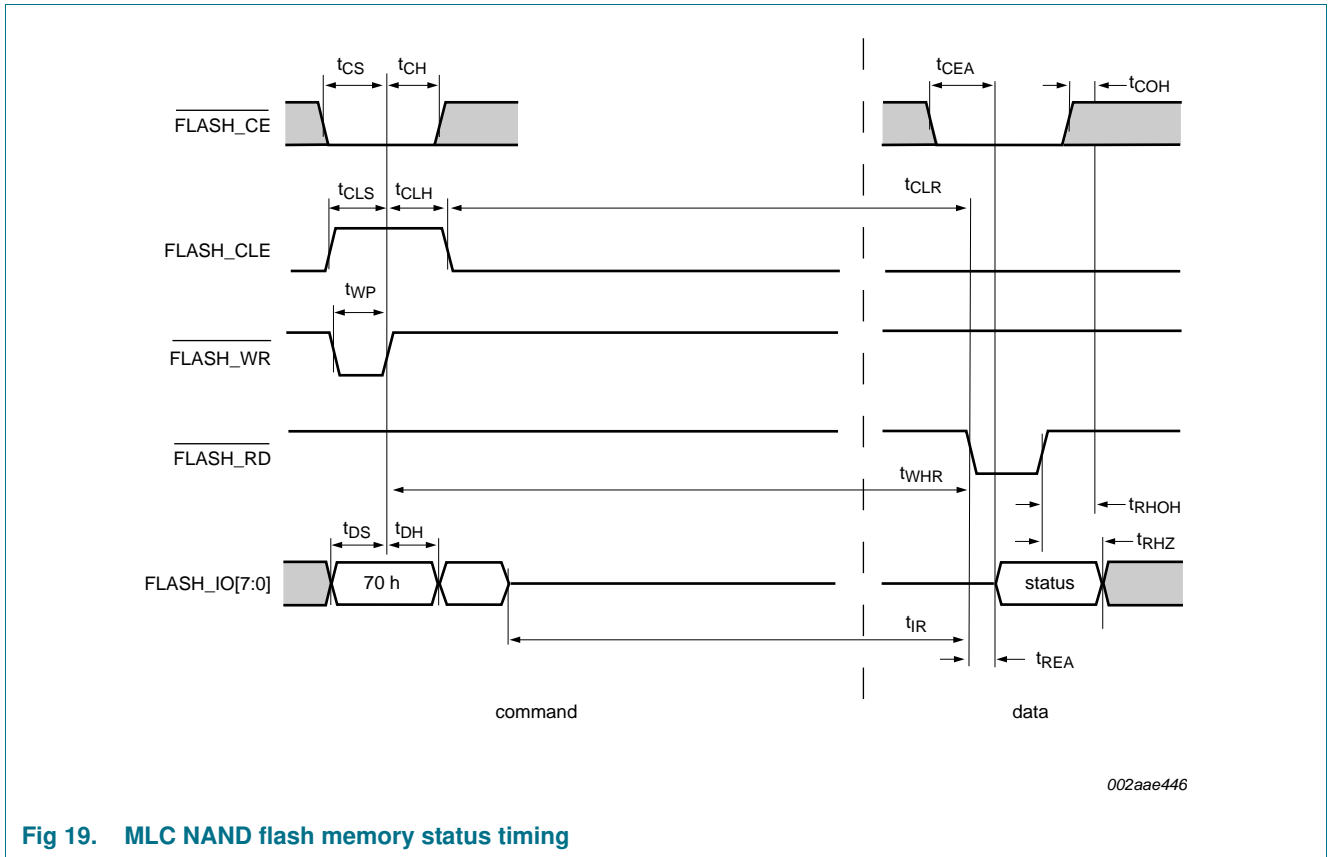 tCS tCH tCEA tCOH
FLASH_CE
tCLS tCLH tCLR
FLASH_CLE
tWP
FLASH_WR
FLASH_RD
tWHR
tRHOH
tDS tDH tRHZ
FLASH_IO[7:0] 70 h status
tIR
tREA
command data
002aae446
Fig 19. MLC NAND flash memory status timing